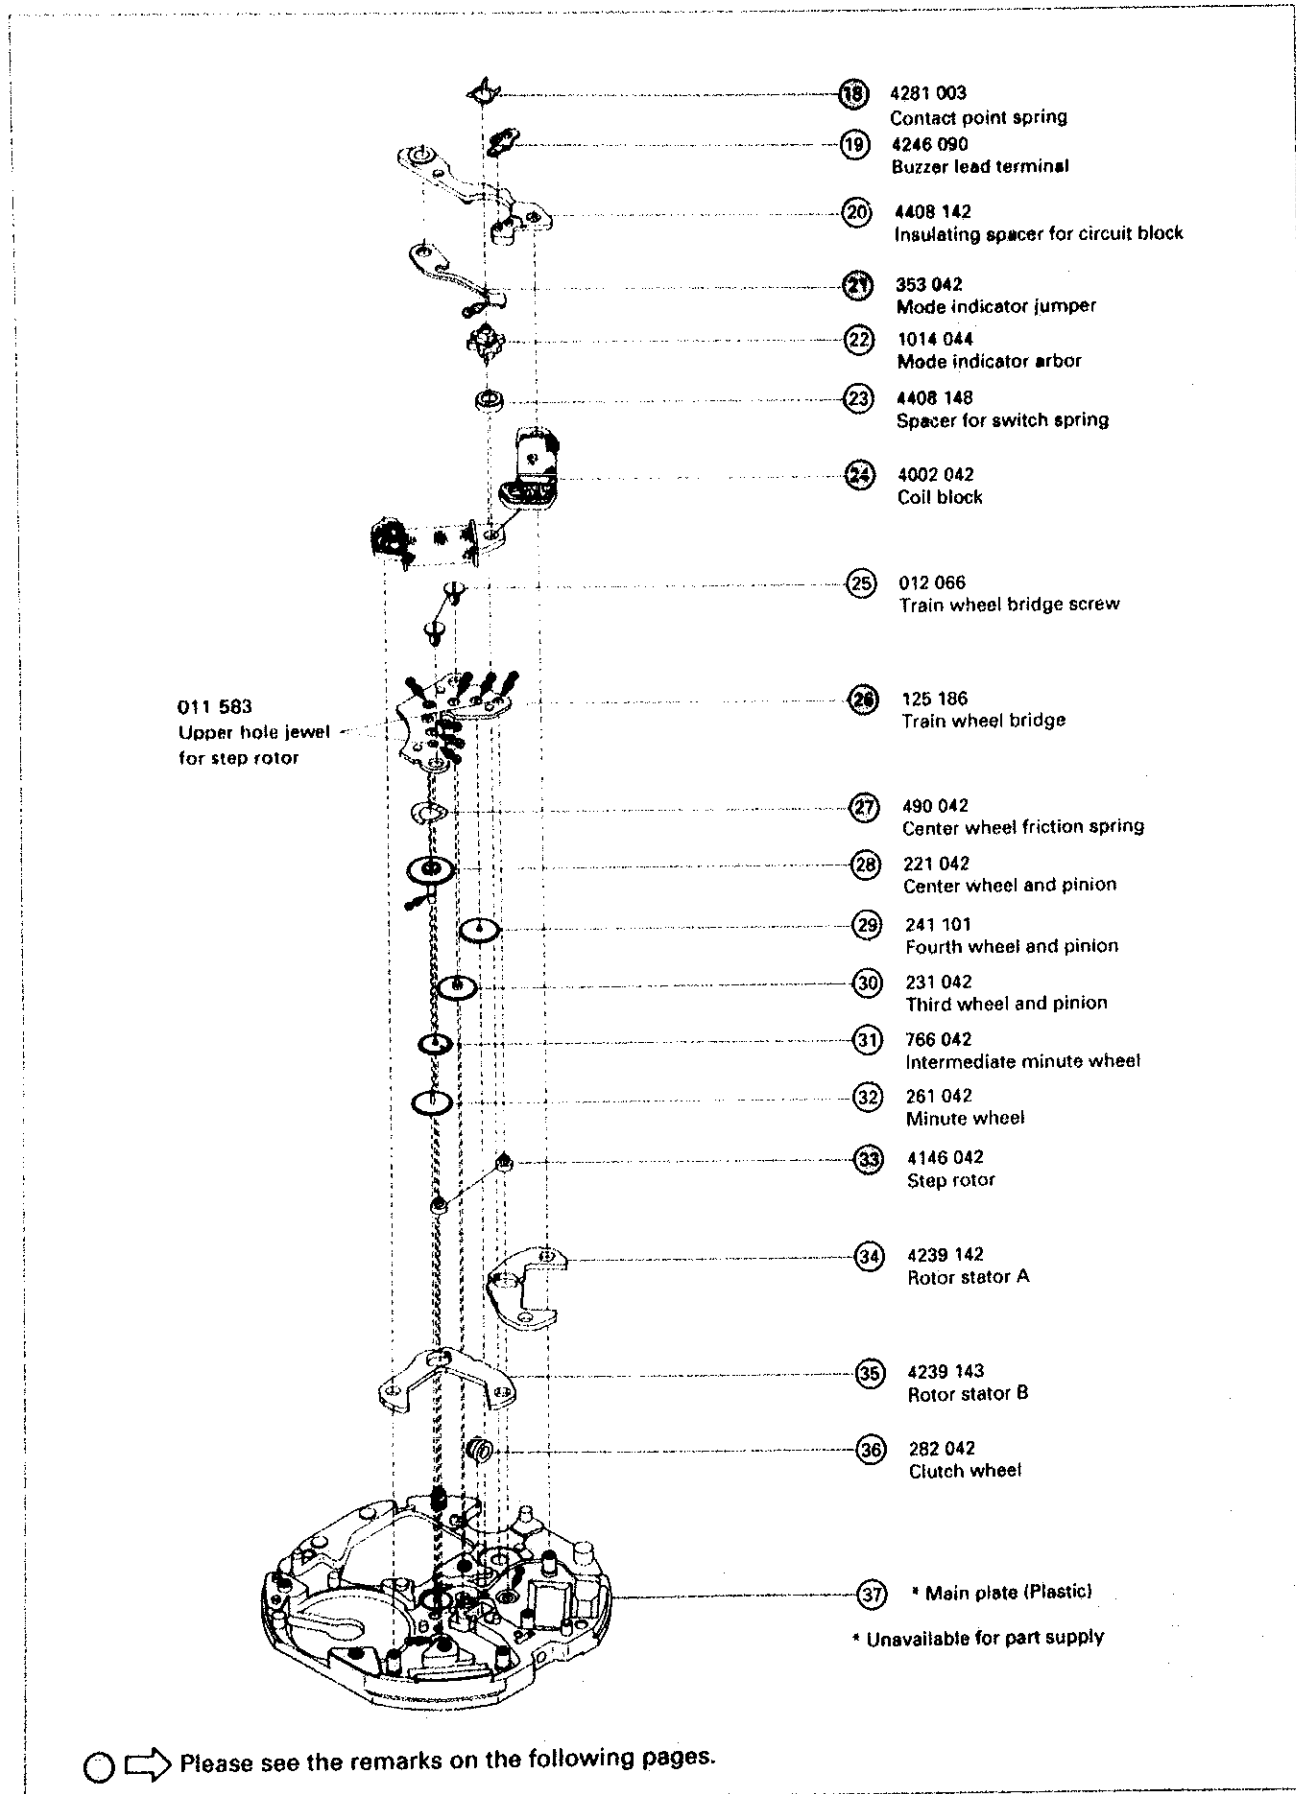 18 4281 003
Contact point spring
19 4246 090
Buzzer lead terminal
20 4408 142
Insulating spacer for circuit block
21 353 042
Mode indicator jumper
22 1014 044
Mode indicator arbor
23 4408 148
Spacer for switch spring
24 4002 042
Coil block
25 012 066
Train wheel bridge screw
011 583
Upper hole jewel
for step rotor
26 125 186
Train wheel bridge
27 490 042
Center wheel friction spring
28 221 042
Center wheel and pinion
29 241 101
Fourth wheel and pinion
30 231 042
Third wheel and pinion
31 766 042
Intermediate minute wheel
32 261 042
Minute wheel
33 4146 042
Step rotor
34 4239 142
Rotor stator A
35 4239 143
Rotor stator B
36 282 042
Clutch wheel
37 * Main plate (Plastic)
* Unavailable for part supply
Please see the remarks on the following pages.